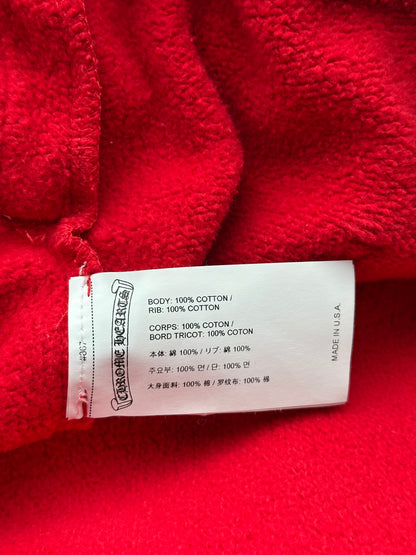 CHROME HEARTS
BODY: 100% COTTON /
RIB: 100% COTTON
CORPS: 100% COTON /
BORD TRICOT: 100% COTON
本体: 綿 100% / リブ: 綿 100%
주요부: 100% 면 / 단: 100% 면
大身面料: 100% 棉 / 罗纹布: 100% 棉
MADE IN U.S.A.